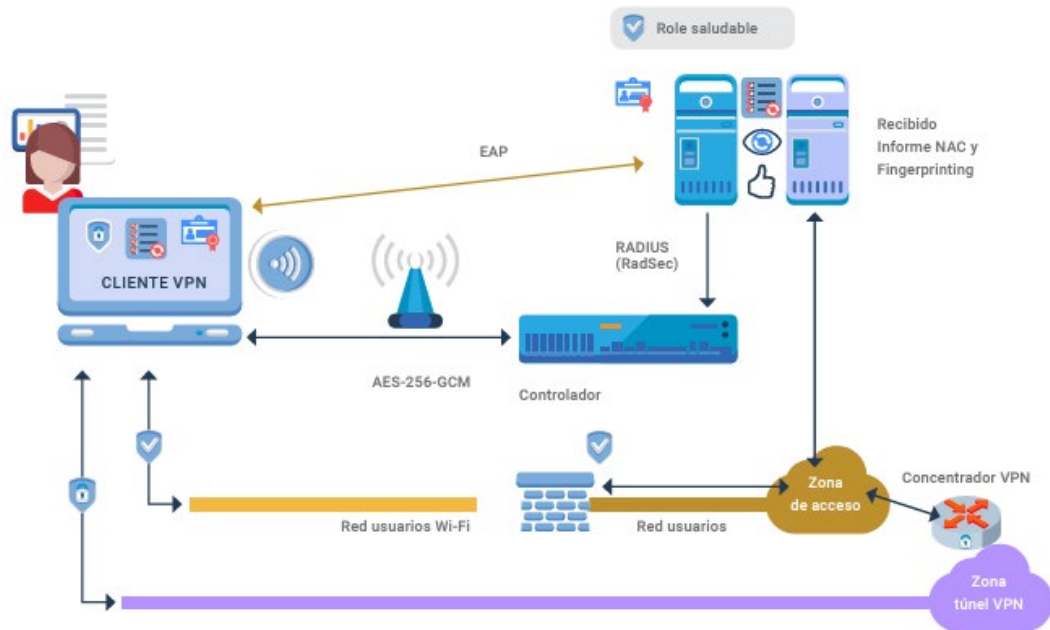 Role saludable
Recibido
Informe NAC y
Fingerprinting
EAP
RADIUS
(RadSec)
CLIENTE VPN
AES-256-GCM
Controlador
Concentrador VPN
Zona
de acceso
Red usuarios Wi-Fi
Red usuarios
Zona
túnel VPN